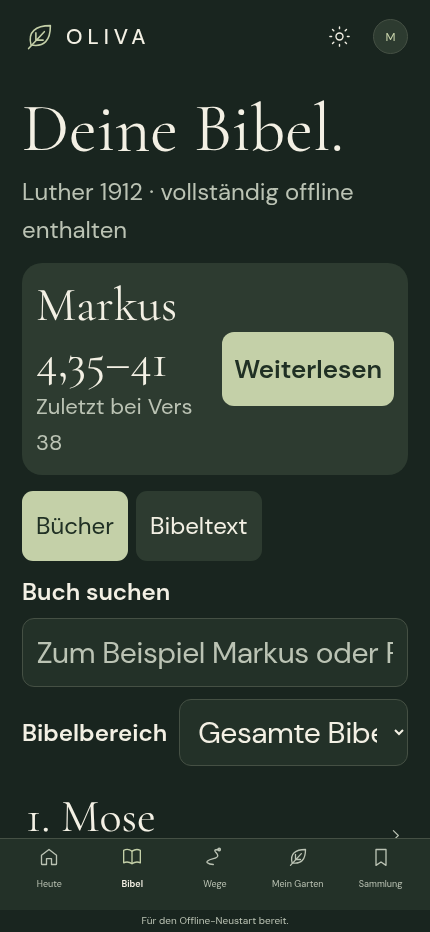 OLIVA
M
Deine Bibel.
Luther 1912 · vollständig offline
enthalten
Markus
4,35–41
Zuletzt bei Vers
38
Weiterlesen
Bücher
Bibeltext
Buch suchen
Zum Beispiel Markus oder
Bibelbereich
Gesamte Bibe
1. Mose
Heute
Bibel
Wege
Mein Garten
Sammlung
Für den Offline-Neustart bereit.